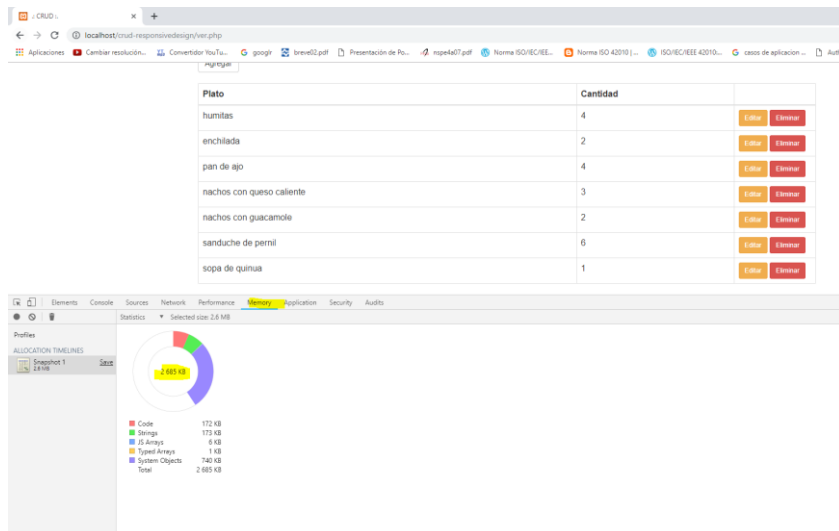 : CRUD :.
localhost/crud-responsivedesign/ver.php
Aplicaciones Cambiar resolución... Convertidor YouTu... googlr breve02.pdf Presentación de Po... nspe4a07.pdf Norma ISO/IEC/IEE... Norma ISO 42010 | ... ISO/IEC/IEEE 42010:... casos de aplicacion ... Aut
Agregar
Plato Cantidad
humitas 4 Editar Eliminar
enchilada 2 Editar Eliminar
pan de ajo 4 Editar Eliminar
nachos con queso caliente 3 Editar Eliminar
nachos con guacamole 2 Editar Eliminar
sanduche de pernil 6 Editar Eliminar
sopa de quinua 1 Editar Eliminar
Elements Console Sources Network Performance Memory Application Security Audits
Statistics ▼ Selected size: 2.6 MB
Profiles
ALLOCATION TIMELINES
Snapshot 1 Save
2.6 MB
2 685 KB
Code 172 KB
Strings 173 KB
JS Arrays 6 KB
Typed Arrays 1 KB
System Objects 740 KB
Total 2 685 KB